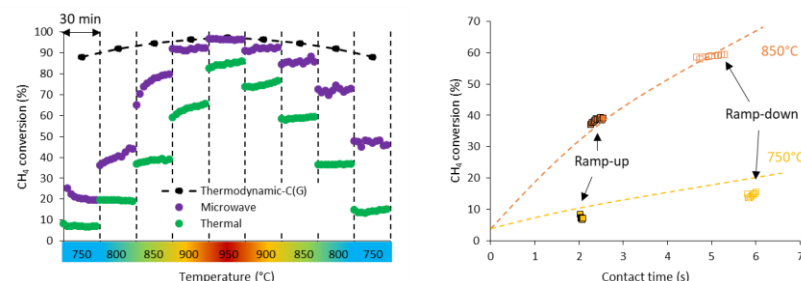 30 min
100
90
80
70
60
50
40
30
20
10
0
CH₄ conversion (%)
Thermodynamic-C(G)
Microwave
Thermal
750 800 850 900 950 900 850 800 750
Temperature (°C)
70
60
50
40
30
20
10
0
CH₄ conversion (%)
850°C
Ramp-down
Ramp-up
750°C
0 1 2 3 4 5 6 7
Contact time (s)